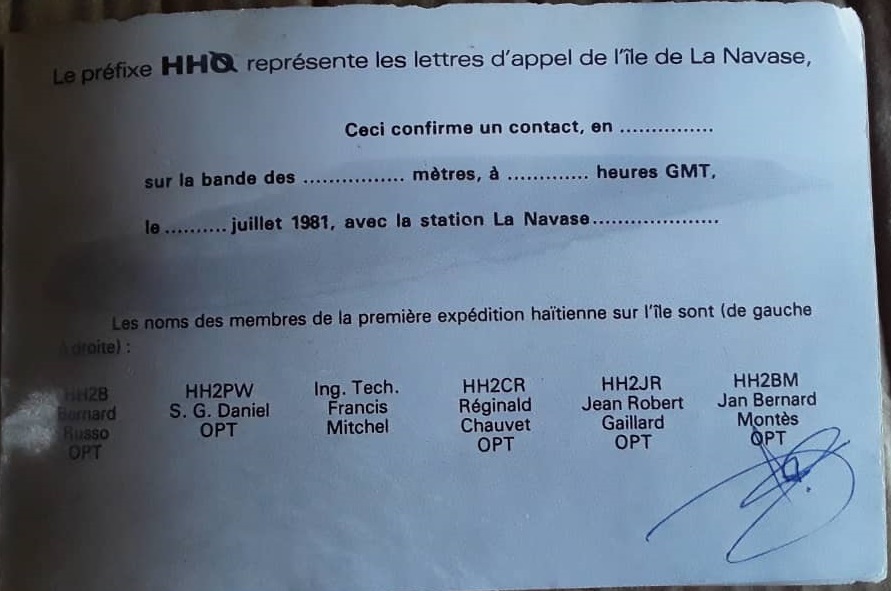 Le préfixe HHØ représente les lettres d'appel de l'île de La Navase,
Ceci confirme un contact, en ...............
sur la bande des ................ mètres, à ............. heures GMT,
le .......... juillet 1981, avec la station La Navase....................
Les noms des membres de la première expédition haïtienne sur l'île sont (de gauche
à droite) :
HH2B
Bernard
Russo
OPT
HH2PW
S. G. Daniel
OPT
Ing. Tech.
Francis
Mitchel
HH2CR
Réginald
Chauvet
OPT
HH2JR
Jean Robert
Gaillard
OPT
HH2BM
Jan Bernard
Montès
OPT